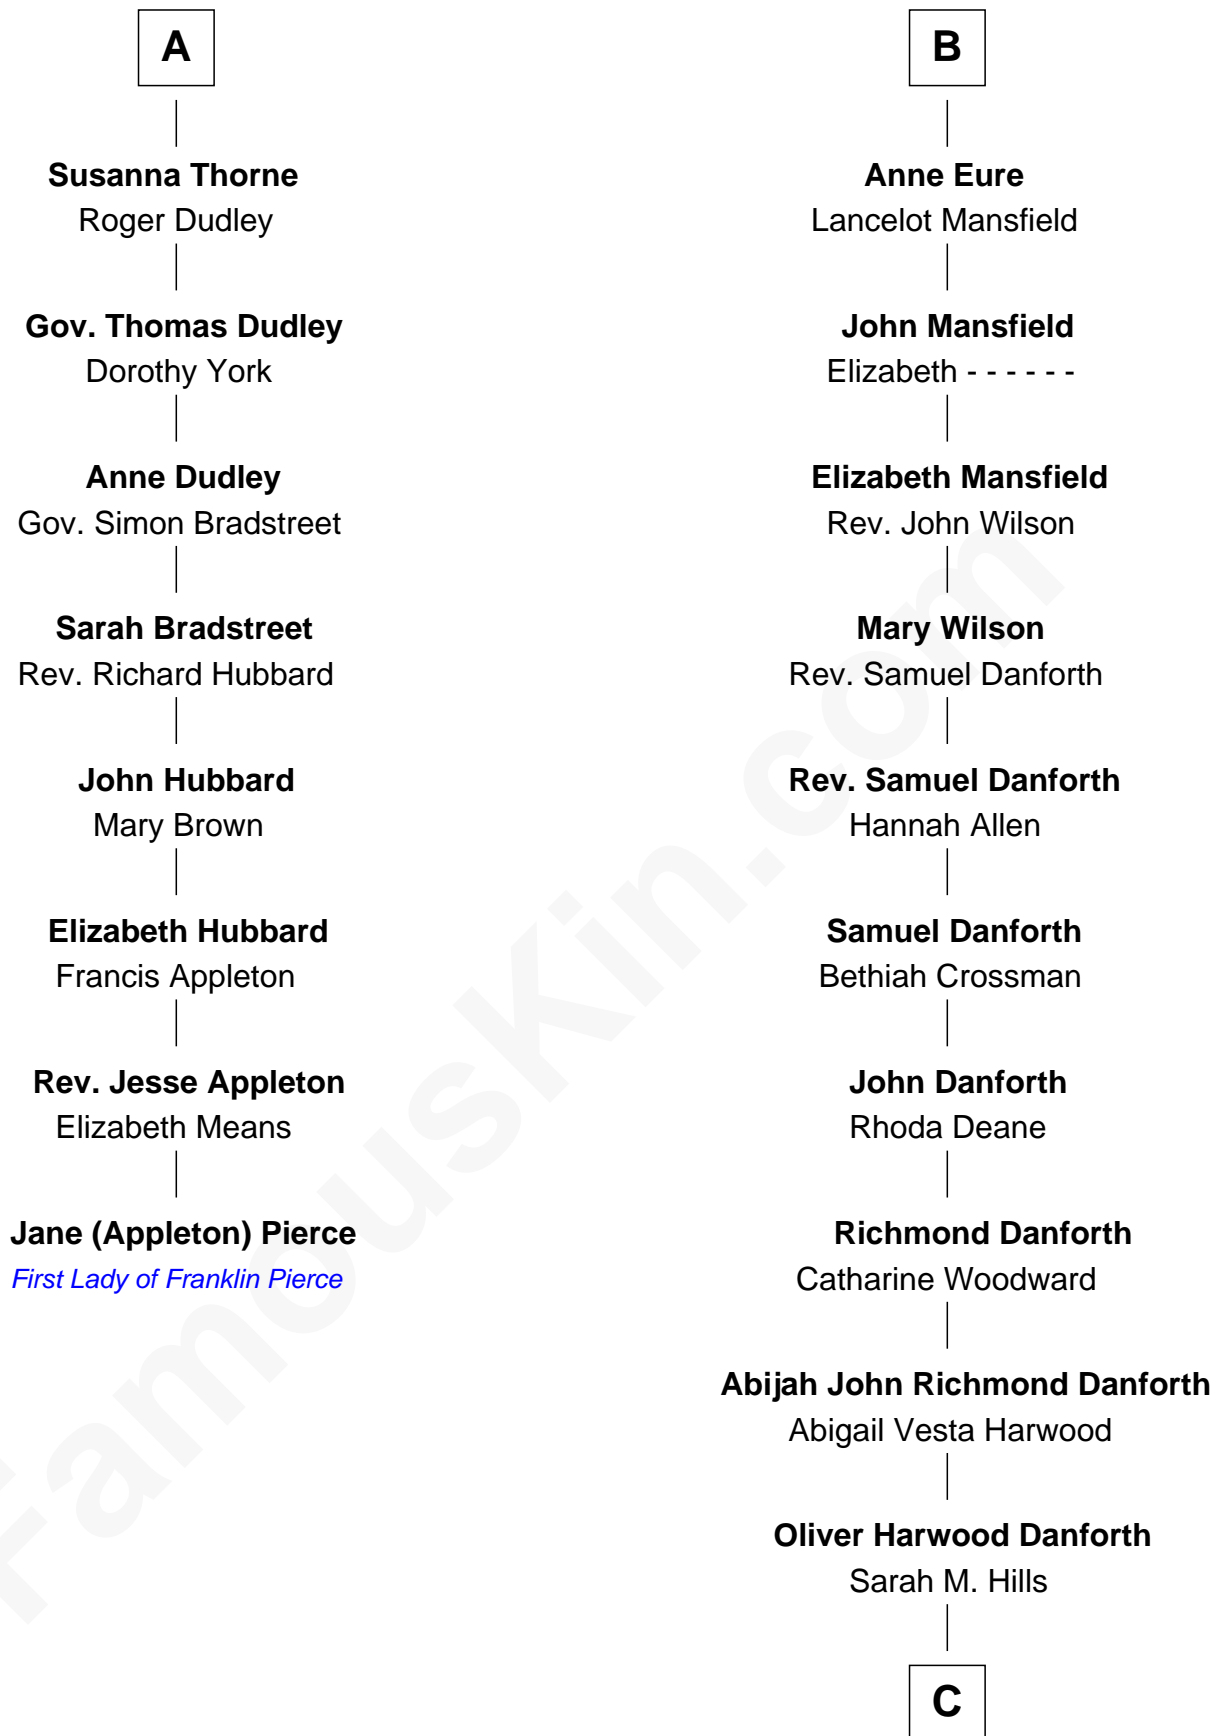 A
Susanna Thorne
Roger Dudley
Gov. Thomas Dudley
Dorothy York
Anne Dudley
Gov. Simon Bradstreet
Sarah Bradstreet
Rev. Richard Hubbard
John Hubbard
Mary Brown
Elizabeth Hubbard
Francis Appleton
Rev. Jesse Appleton
Elizabeth Means
Jane (Appleton) Pierce
First Lady of Franklin Pierce
B
Anne Eure
Lancelot Mansfield
John Mansfield
Elizabeth - - - - - -
Elizabeth Mansfield
Rev. John Wilson
Mary Wilson
Rev. Samuel Danforth
Rev. Samuel Danforth
Hannah Allen
Samuel Danforth
Bethiah Crossman
John Danforth
Rhoda Deane
Richmond Danforth
Catharine Woodward
Abijah John Richmond Danforth
Abigail Vesta Harwood
Oliver Harwood Danforth
Sarah M. Hills
C
FamousKin.com